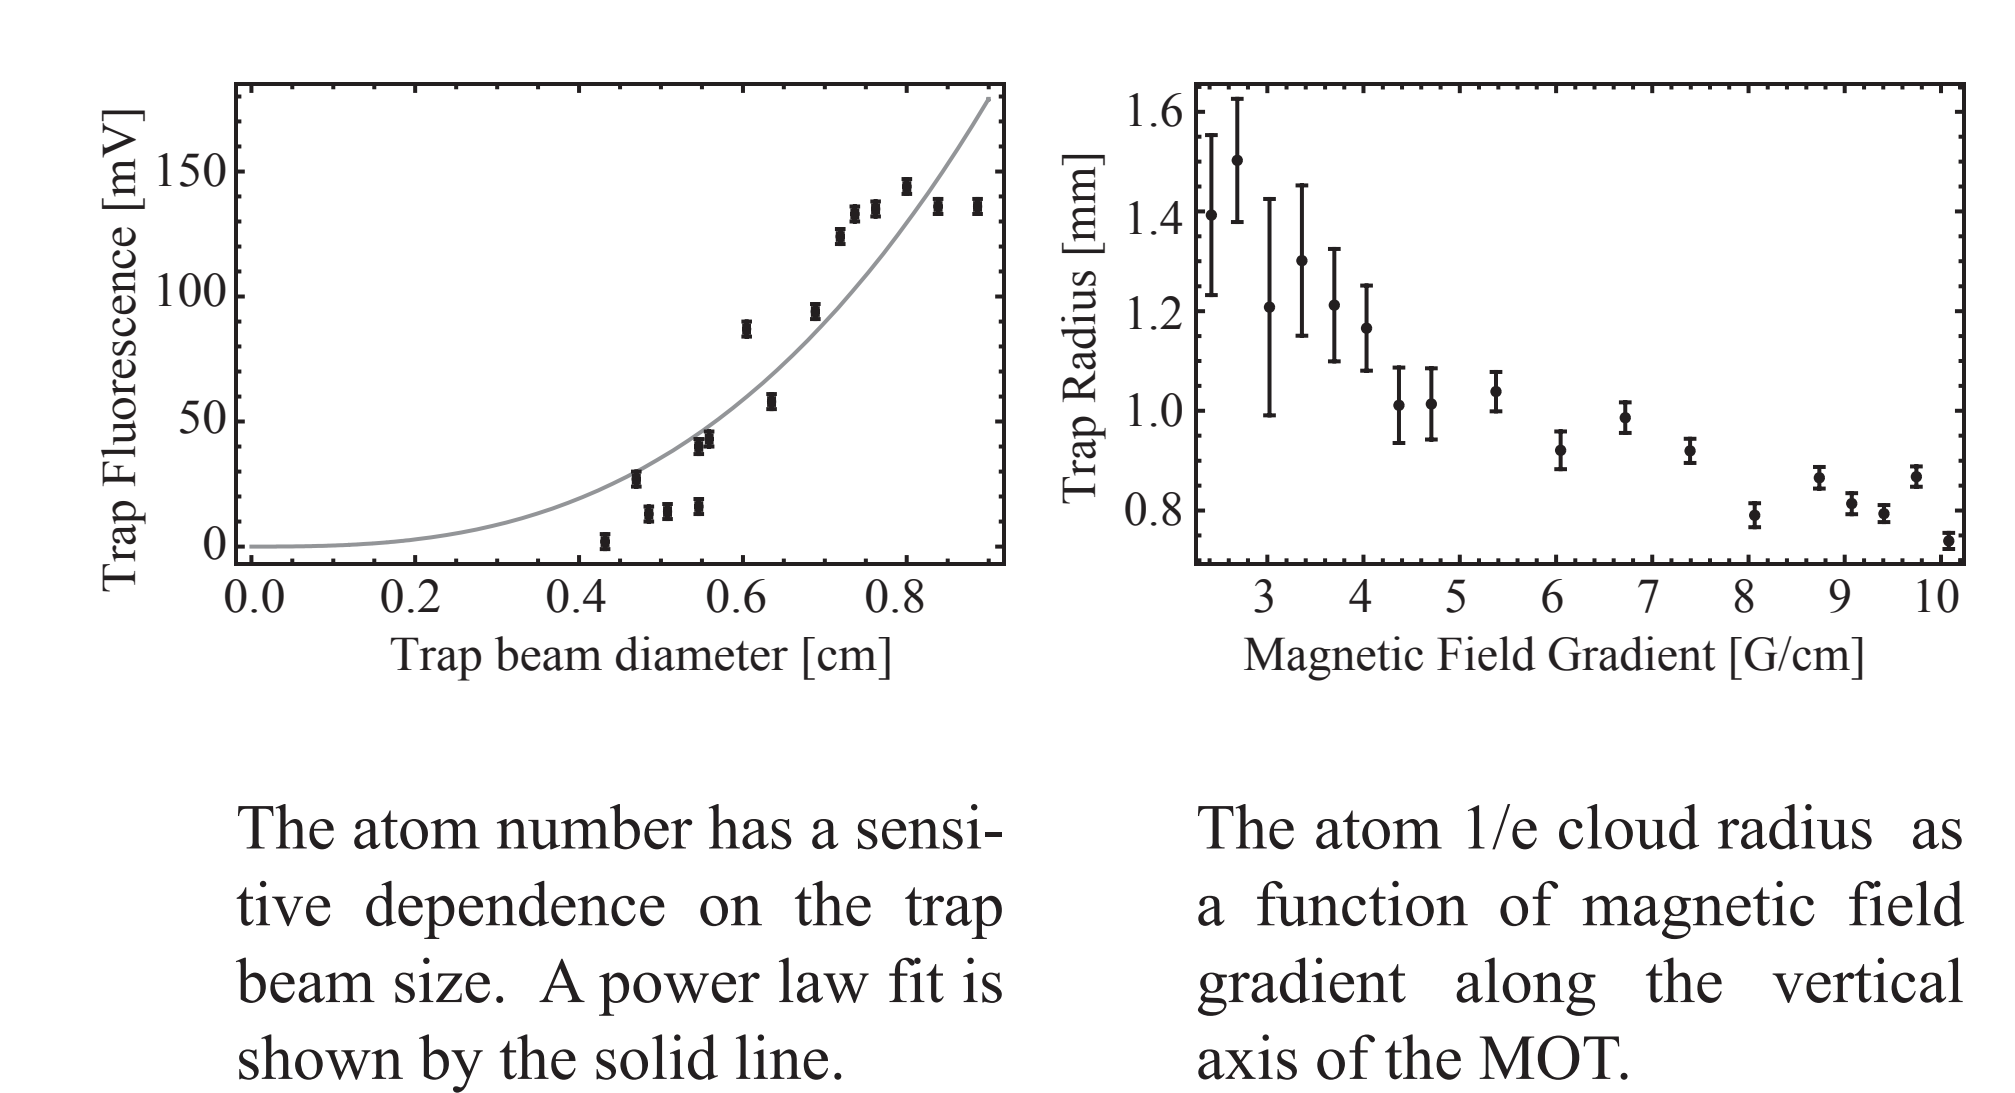 Trap Fluorescence [mV]
150
100
50
0
0.0 0.2 0.4 0.6 0.8
Trap beam diameter [cm]
Trap Radius [mm]
1.6
1.4
1.2
1.0
0.8
3 4 5 6 7 8 9 10
Magnetic Field Gradient [G/cm]
The atom number has a sensi-
tive dependence on the trap
beam size. A power law fit is
shown by the solid line.
The atom 1/e cloud radius as
a function of magnetic field
gradient along the vertical
axis of the MOT.